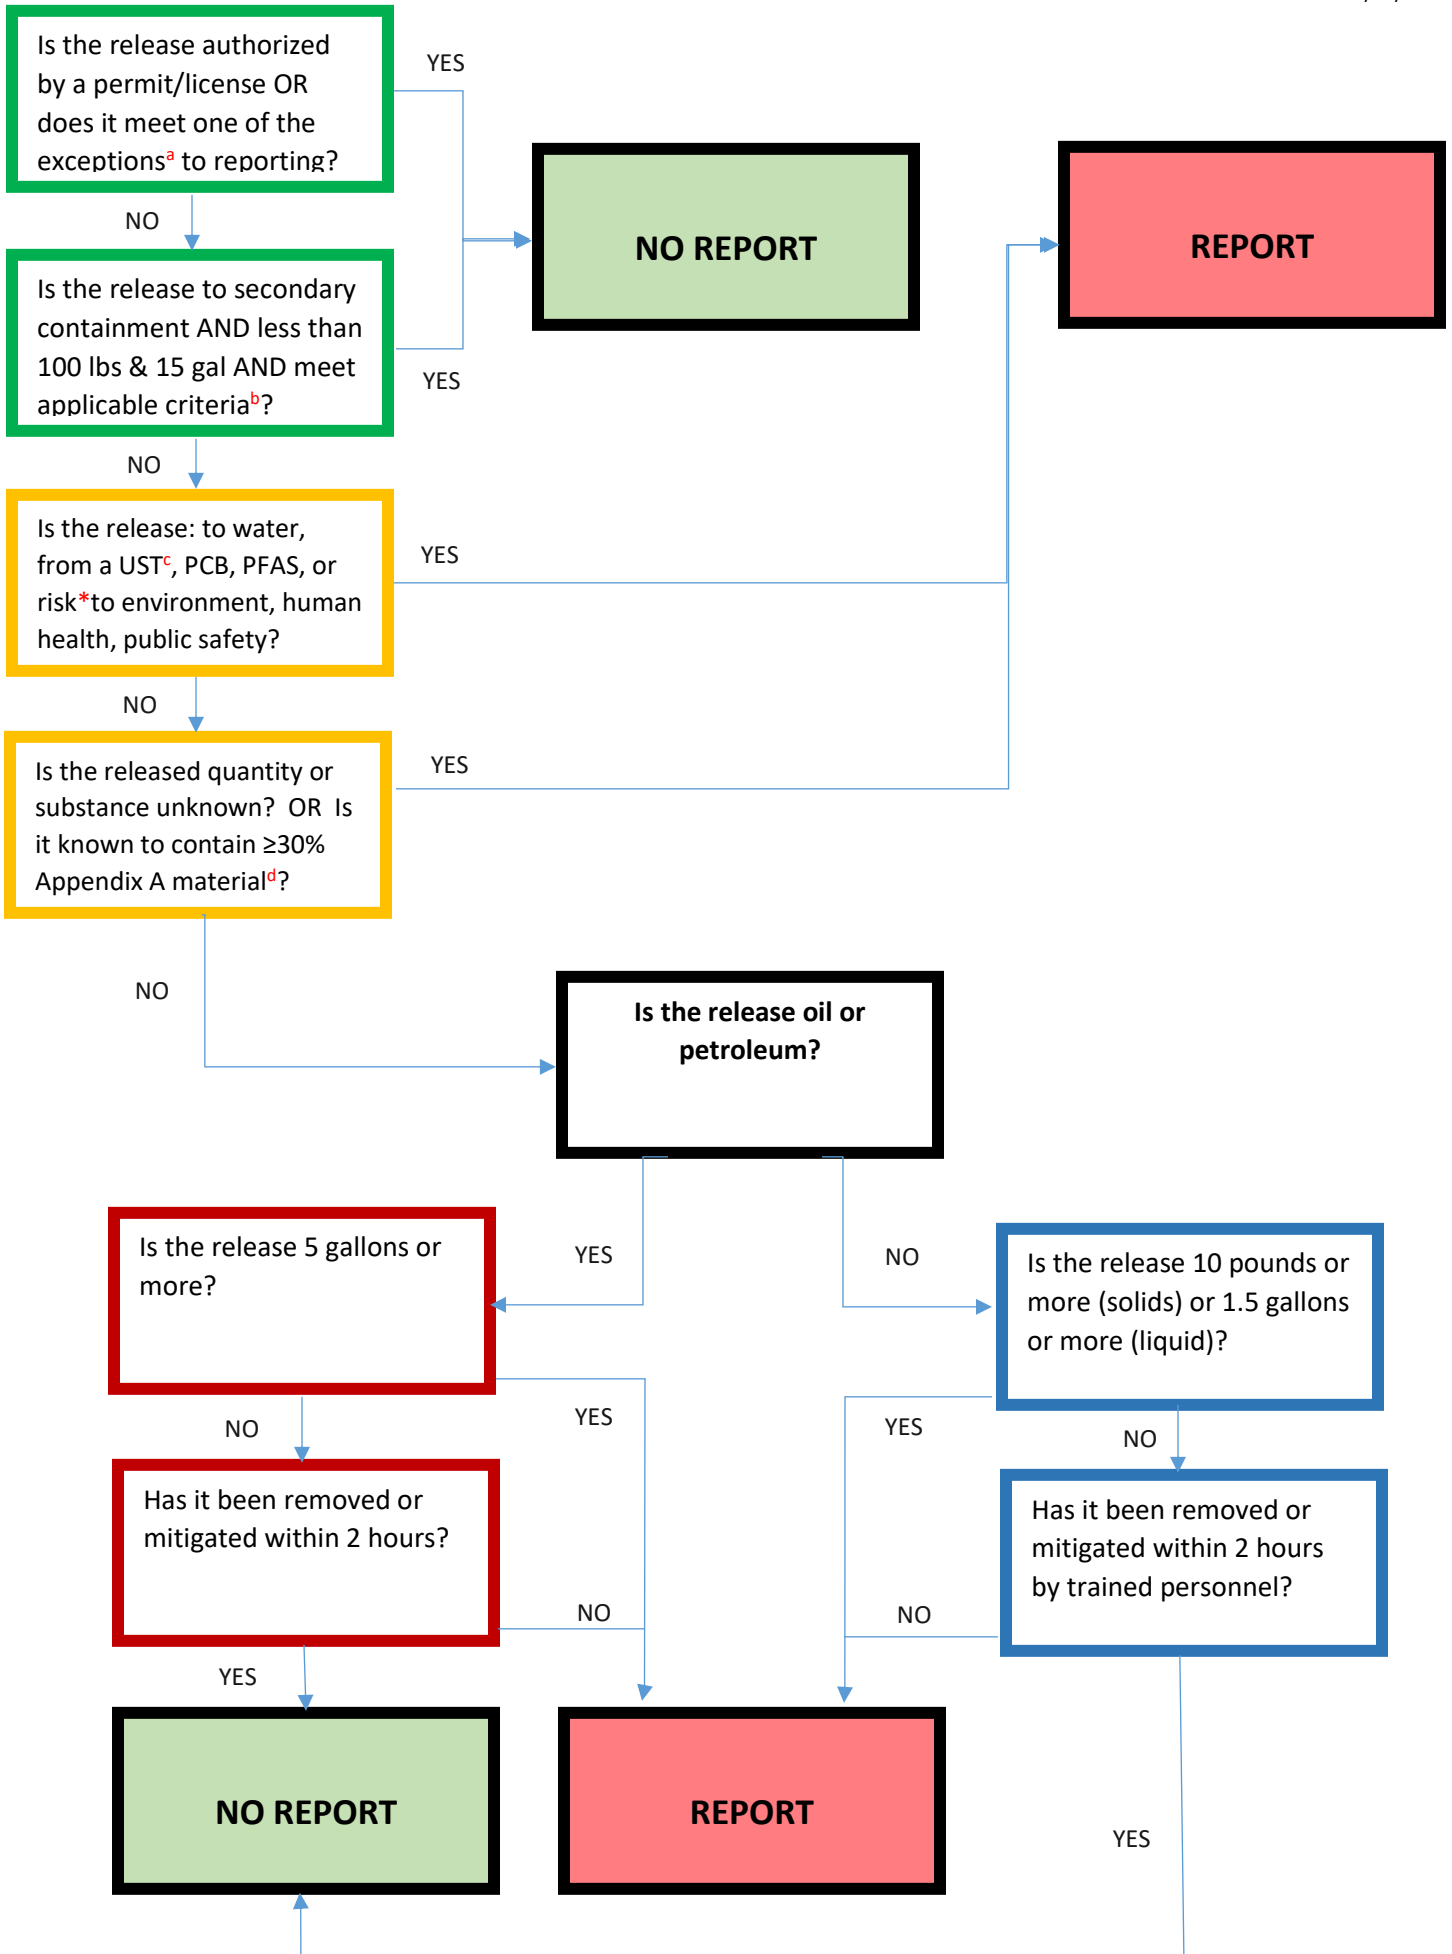 Is the release authorized
by a permit/license OR
does it meet one of the
exceptionsᵃ to reporting?
YES
NO
NO REPORT
REPORT
Is the release to secondary
containment AND less than
100 lbs & 15 gal AND meet
applicable criteriaᵇ?
YES
NO
Is the release: to water,
from a USTᶜ, PCB, PFAS, or
risk*to environment, human
health, public safety?
YES
NO
Is the released quantity or
substance unknown? OR Is
it known to contain ≥30%
Appendix A materialᵈ?
YES
NO
Is the release oil or
petroleum?
YES
NO
Is the release 5 gallons or
more?
Is the release 10 pounds or
more (solids) or 1.5 gallons
or more (liquid)?
NO
YES
YES
NO
Has it been removed or
mitigated within 2 hours?
Has it been removed or
mitigated within 2 hours
by trained personnel?
NO
NO
YES
NO REPORT
REPORT
YES